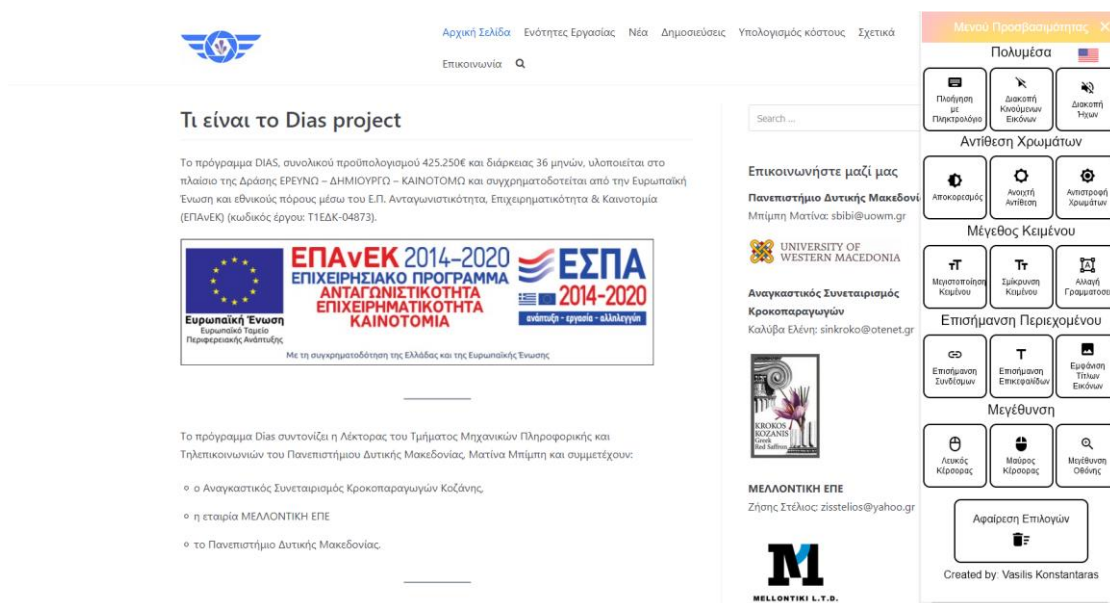 Αρχική Σελίδα Ενότητες Εργασίας Νέα Δημοσιεύσεις Υπολογισμός κόστους Σχετικά
Επικοινωνία
Τι είναι το Dias project
Το πρόγραμμα DIAS, συνολικού προϋπολογισμού 425.250€ και διάρκειας 36 μηνών, υλοποιείται στο
πλαίσιο της Δράσης ΕΡΕΥΝΩ – ΔΗΜΙΟΥΡΓΩ – ΚΑΙΝΟΤΟΜΩ και συγχρηματοδοτείται από την Ευρωπαϊκή
Ένωση και εθνικούς πόρους μέσω του Ε.Π. Ανταγωνιστικότητα, Επιχειρηματικότητα & Καινοτομία
(ΕΠΑνΕΚ) (κωδικός έργου: Τ1ΕΔΚ-04873).
Ευρωπαϊκή Ένωση
Ευρωπαϊκό Ταμείο
Περιφερειακής Ανάπτυξης
ΕΠΑνΕΚ 2014–2020
ΕΠΙΧΕΙΡΗΣΙΑΚΟ ΠΡΟΓΡΑΜΜΑ
ΑΝΤΑΓΩΝΙΣΤΙΚΟΤΗΤΑ
ΕΠΙΧΕΙΡΗΜΑΤΙΚΟΤΗΤΑ
ΚΑΙΝΟΤΟΜΙΑ
ΕΣΠΑ
2014–2020
ανάπτυξη - εργασία - αλληλεγγύη
Με τη συγχρηματοδότηση της Ελλάδας και της Ευρωπαϊκής Ένωσης
Το πρόγραμμα Dias συντονίζει η Λέκτορας του Τμήματος Μηχανικών Πληροφορικής και
Τηλεπικοινωνιών του Πανεπιστήμιου Δυτικής Μακεδονίας, Ματίνα Μπίμπη και συμμετέχουν:
ο Αναγκαστικός Συνεταιρισμός Κροκοπαραγωγών Κοζάνης,
η εταιρία ΜΕΛΛΟΝΤΙΚΗ ΕΠΕ
το Πανεπιστήμιο Δυτικής Μακεδονίας.
Search ...
Επικοινωνήστε μαζί μας
Πανεπιστήμιο Δυτικής Μακεδονί
Μπίμπη Ματίνα: sbibi@uowm.gr
UNIVERSITY OF
WESTERN MACEDONIA
Αναγκαστικός Συνεταιρισμός
Κροκοπαραγωγών
Καλύβα Ελένη: sinkroko@otenet.gr
KROKOS
KOZANIS
Greek
Red Saffron
ΜΕΛΛΟΝΤΙΚΗ ΕΠΕ
Ζήσης Στέλιος: zisstelios@yahoo.gr
MELLONTIKI L.T.D.
Μενού Προσβασιμότητας
Πολυμέσα
Πλοήγηση
με
Πληκτρολόγιο
Διακοπή
Κινούμενων
Εικόνων
Διακοπή
Ήχων
Αντίθεση Χρωμάτων
Αποκορεσμός
Ανοιχτή
Αντίθεση
Αντιστροφή
Χρωμάτων
Μέγεθος Κειμένου
Μεγιστοποίηση
Κειμένου
Σμίκρυνση
Κειμένου
Αλλαγή
Γραμματοσει
Επισήμανση Περιεχομένου
Επισήμανση
Συνδέσμων
Επισήμανση
Επικεφαλίδων
Εμφάνιση
Τίτλων
Εικόνων
Μεγέθυνση
Λευκός
Κέρσορας
Μαύρος
Κέρσορας
Μεγέθυνση
Οθόνης
Αφαίρεση Επιλογών
Created by: Vasilis Konstantaras